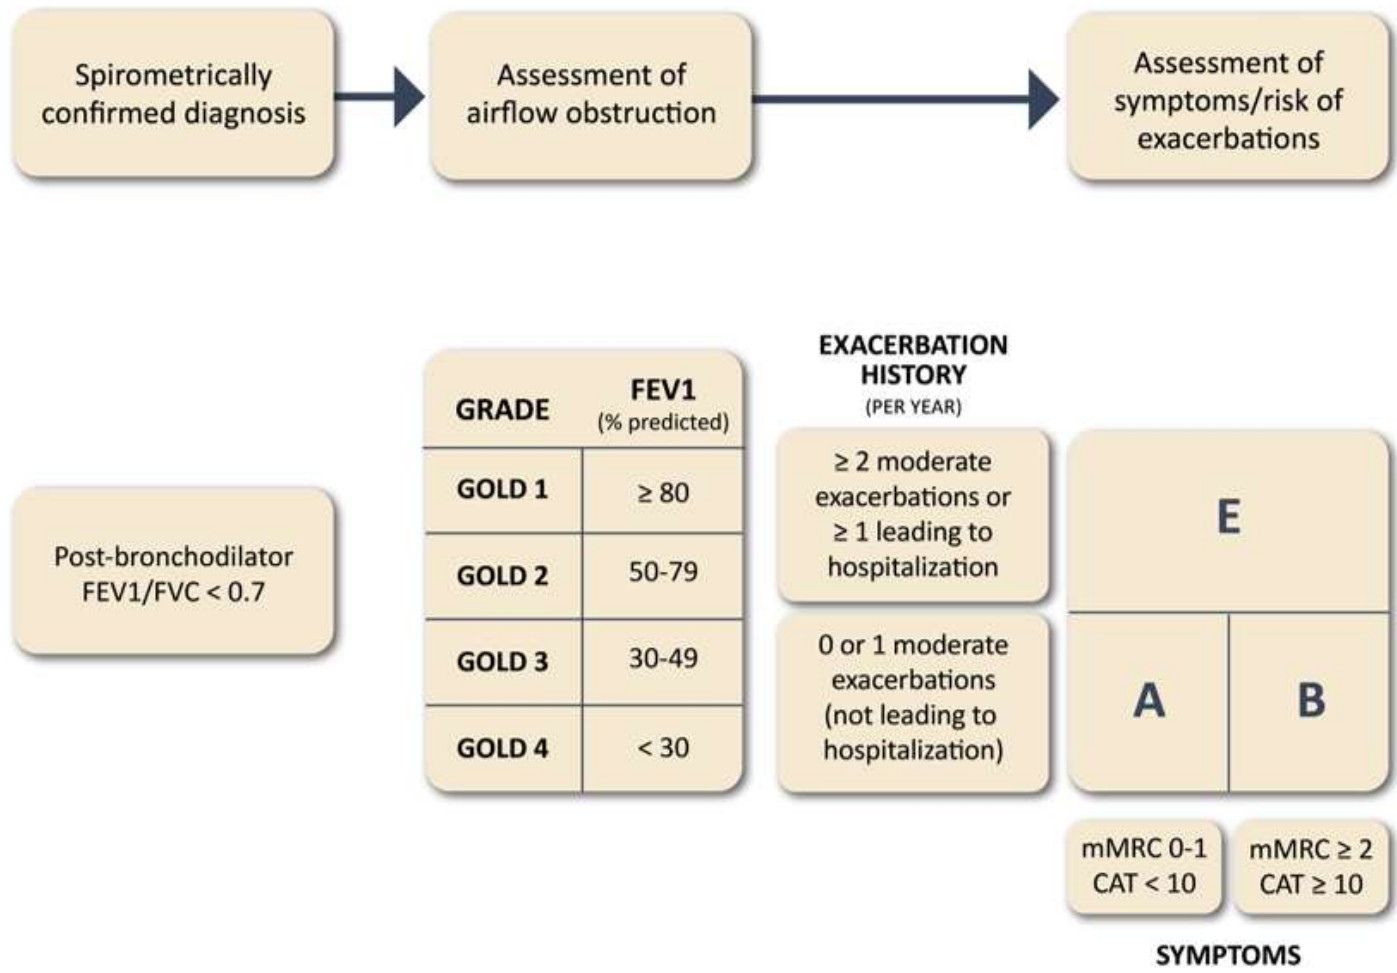 Spirometrically
confirmed diagnosis
Assessment of
airflow obstruction
Assessment of
symptoms/risk of
exacerbations
Post-bronchodilator
FEV1/FVC < 0.7
GRADE
FEV1
(% predicted)
GOLD 1
≥ 80
GOLD 2
50-79
GOLD 3
30-49
GOLD 4
< 30
EXACERBATION
HISTORY
(PER YEAR)
≥ 2 moderate
exacerbations or
≥ 1 leading to
hospitalization
0 or 1 moderate
exacerbations
(not leading to
hospitalization)
E
A
B
mMRC 0-1
CAT < 10
mMRC ≥ 2
CAT ≥ 10
SYMPTOMS